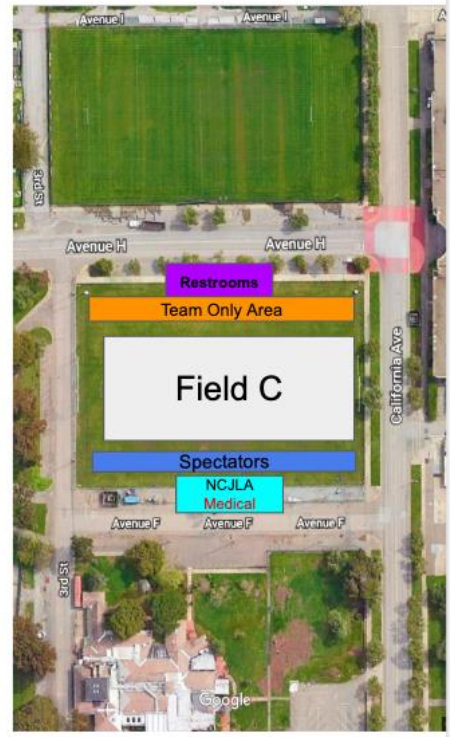 Avenue I
Avenue I
3rd St
Avenue H
Avenue H
Restrooms
Team Only Area
Field C
California Ave
Spectators
NCJLA
Medical
Avenue F
Avenue F
Avenue F
3rd St
Google